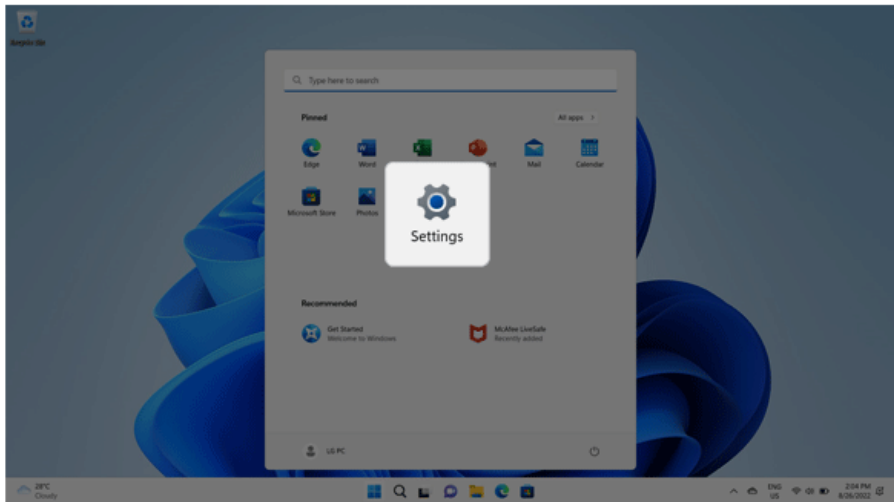 Recycle Bin
Type here to search
Pinned
All apps >
Edge
Word
Mail
Calendar
Microsoft Store
Photos
Settings
Recommended
Get Started
Welcome to Windows
McAfee LiveSafe
Recently added
LG PC
29°C
Cloudy
ENG
US
2:04 PM
8/26/2022